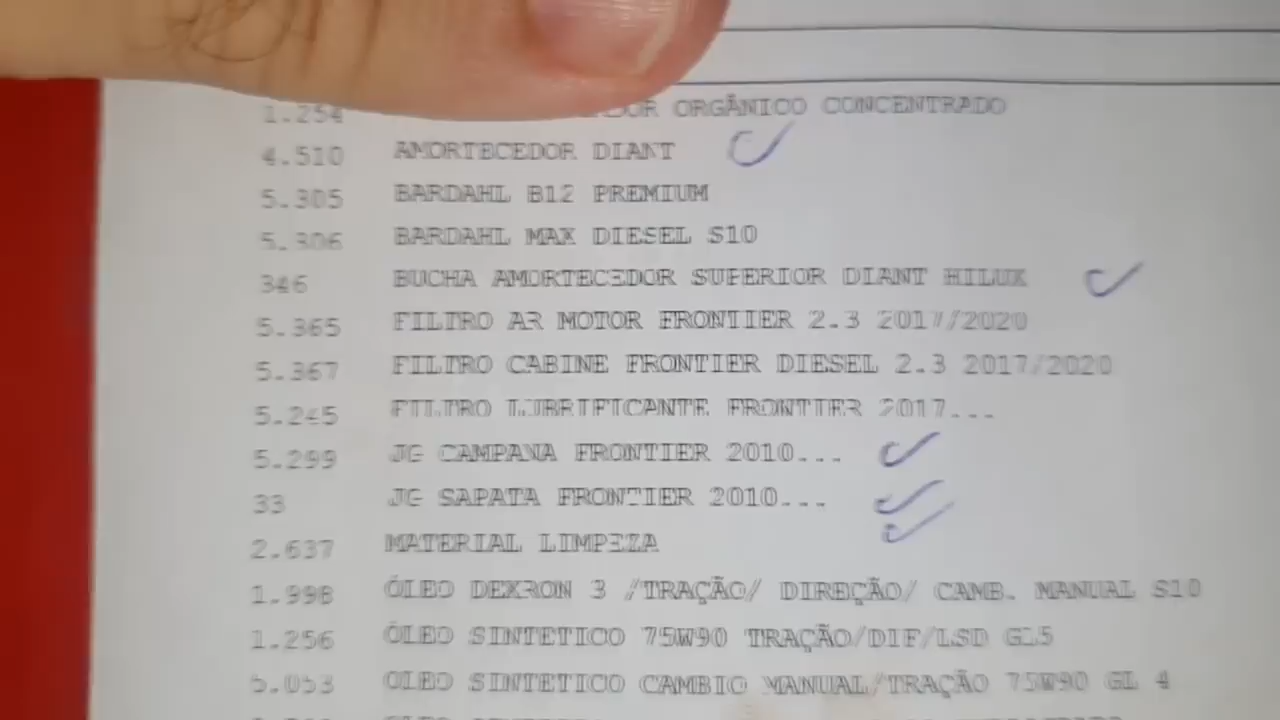 1.254 ORGÂNICO CONCENTRADO
4.510 AMORTECEDOR DIANT
5.305 BARDAHL B12 PREMIUM
5.306 BARDAHL MAX DIESEL S10
346 BUCHA AMORTECEDOR SUPERIOR DIANT HILUX
5.365 FILTRO AR MOTOR FRONTIER 2.3 2017/2020
5.367 FILTRO CABINE FRONTIER DIESEL 2.3 2017/2020
5.245 FILTRO LUBRIFICANTE FRONTIER 2017...
5.299 JG CAMPANA FRONTIER 2010...
33 JG SAPATA FRONTIER 2010...
2.637 MATERIAL LIMPEZA
1.998 ÓLEO DEXRON 3 /TRAÇÃO/ DIREÇÃO/ CAMB. MANUAL S10
1.256 ÓLEO SINTETICO 75W90 TRAÇÃO/DIF/LSD GL5
5.053 OLEO SINTETICO CAMBIO MANUAL/TRAÇÃO 75W90 GL 4